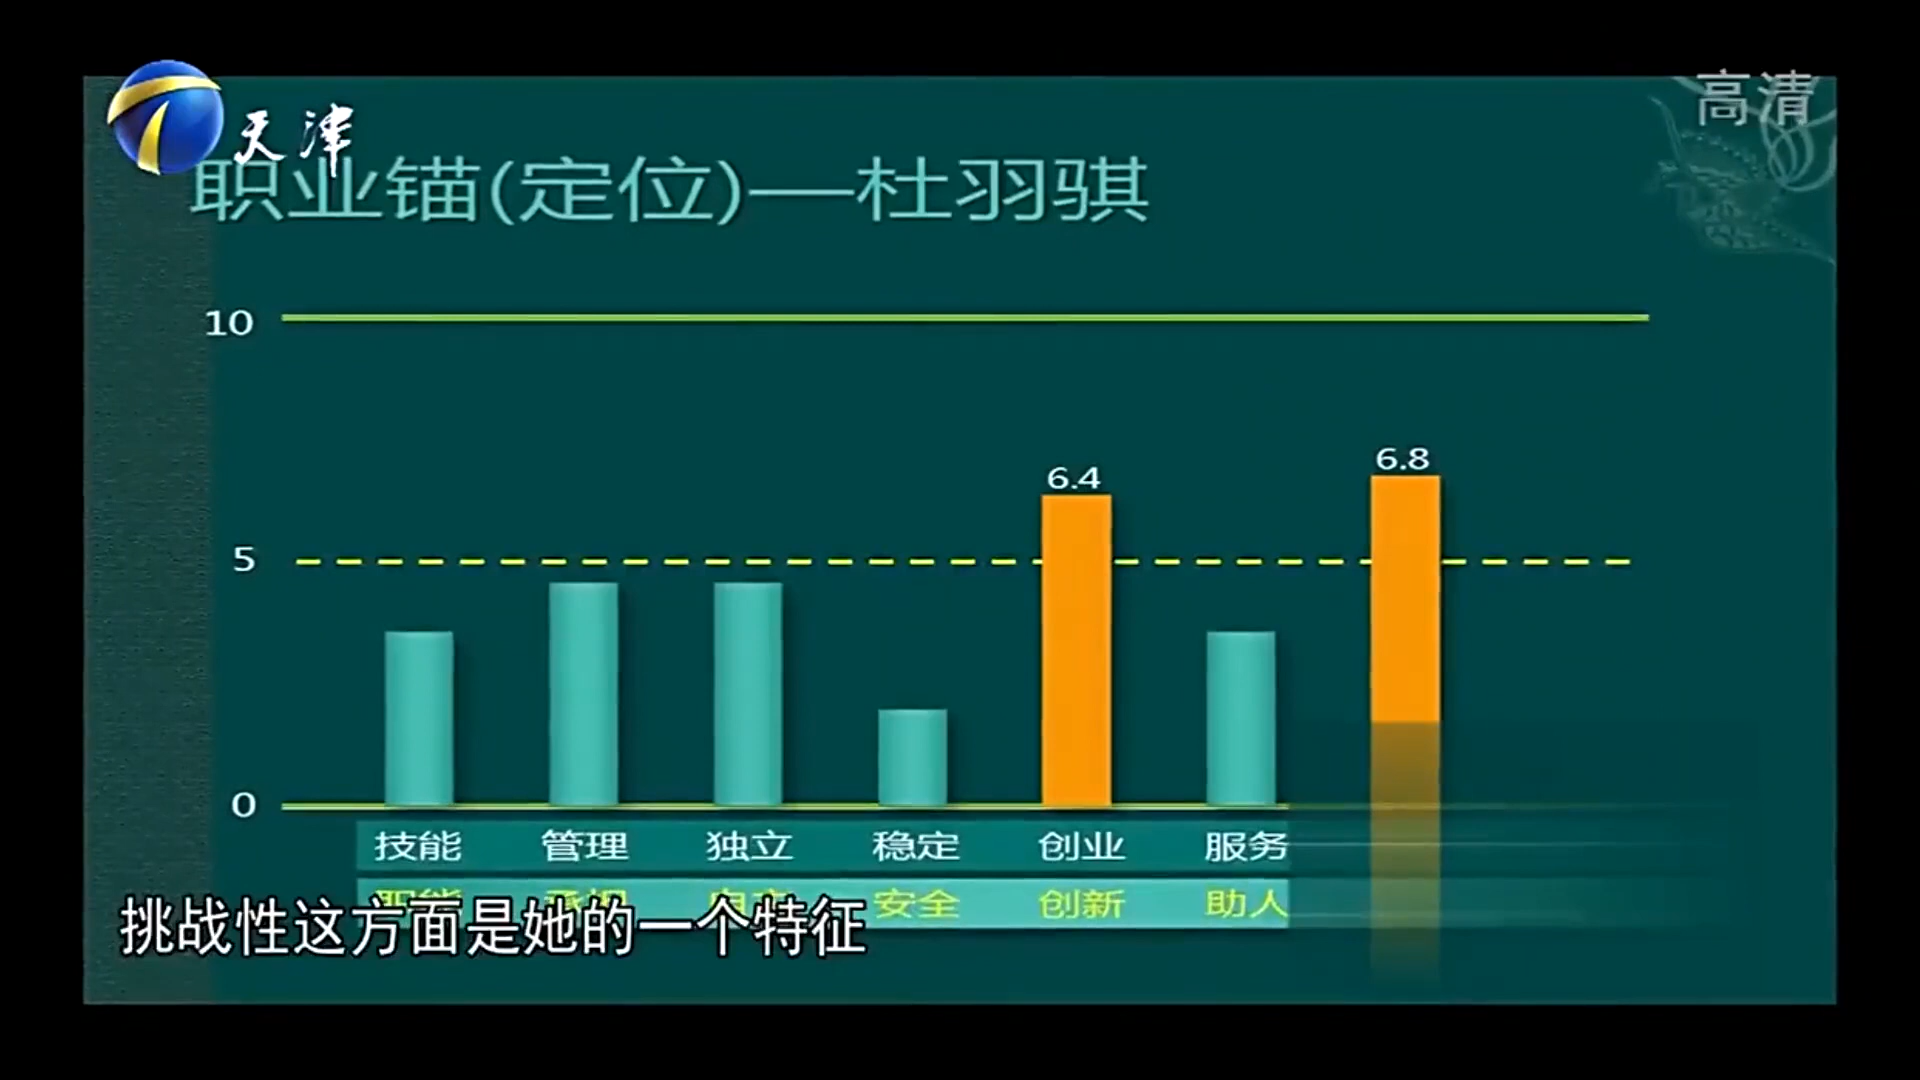 天津
高清
职业锚(定位)—杜羽骐
10
6.8
6.4
5
0
技能 管理 独立 稳定 创业 服务
安全 创新 助人
挑战性这方面是她的一个特征